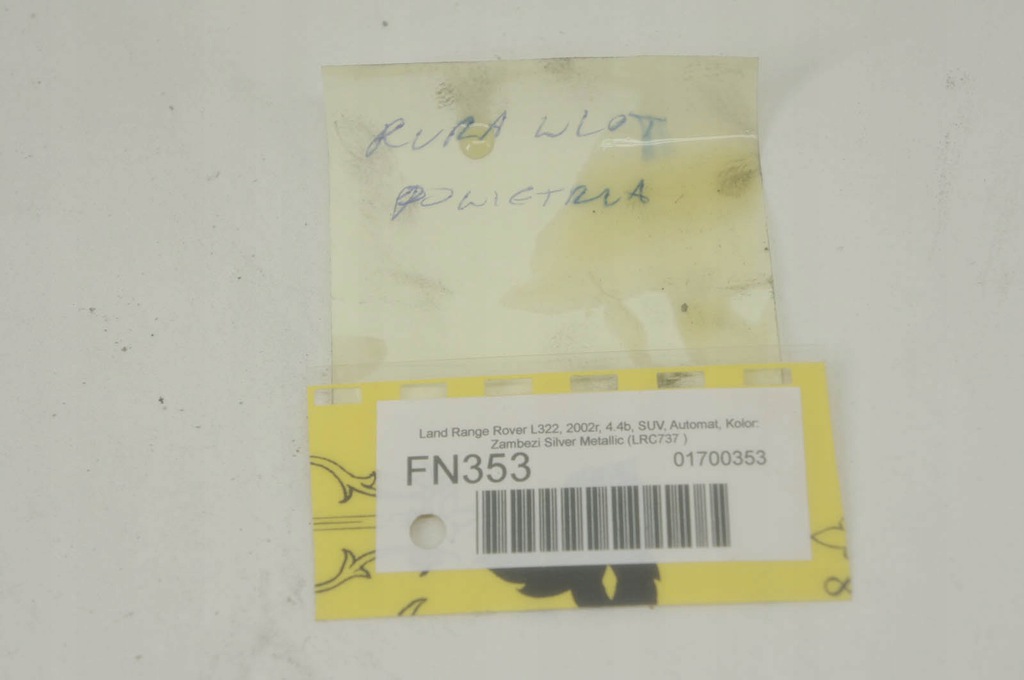 RURA WLOT
POWIETRZA
Land Range Rover L322, 2002r, 4.4b, SUV, Automat, Kolor:
Zambezi Silver Metallic (LRC737 )
FN353
01700353